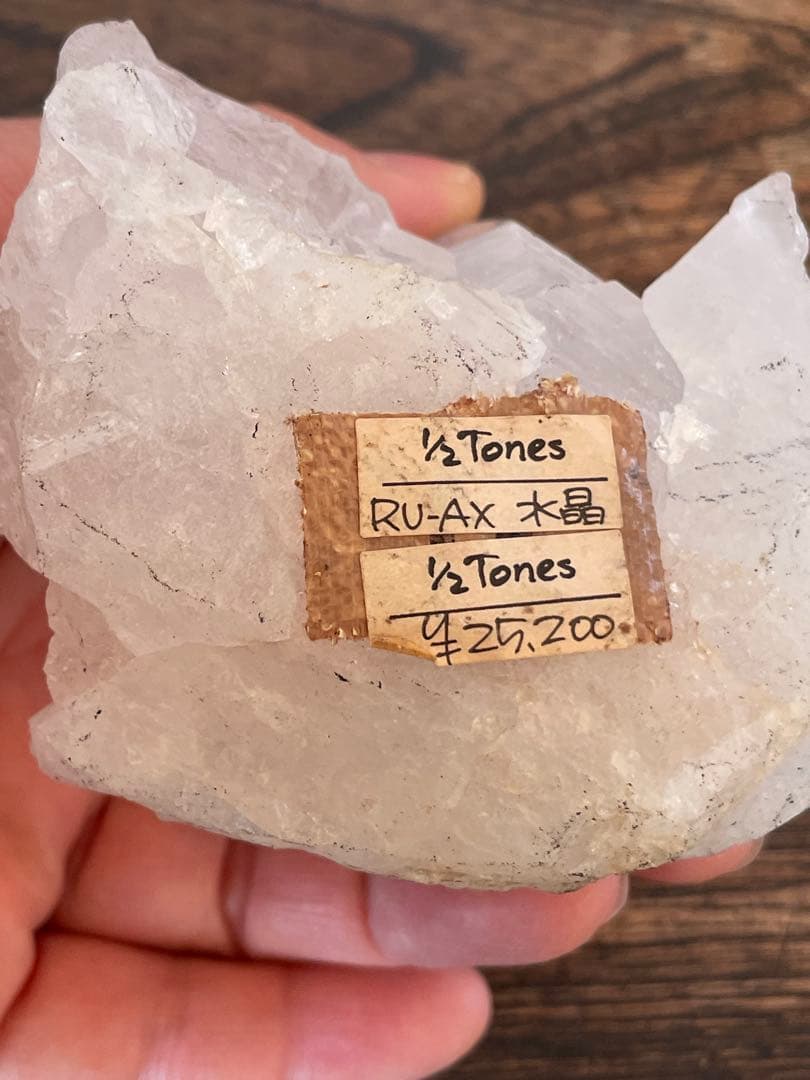 ½Tones
RU-AX 水晶
½Tones
¥25,200